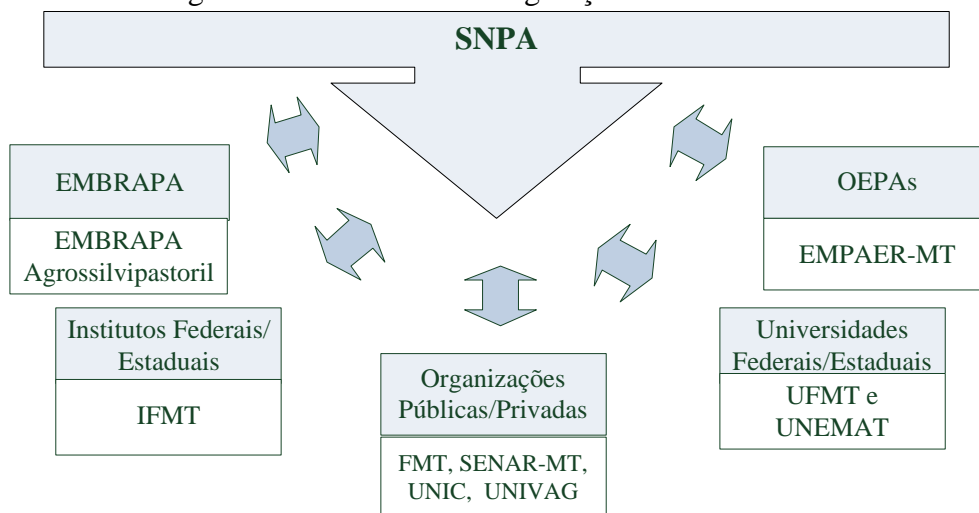 SNPA
EMBRAPA
EMBRAPA
Agrossilvipastoril
OEPAs
EMPAER-MT
Institutos Federais/
Estaduais
IFMT
Organizações
Públicas/Privadas
FMT, SENAR-MT,
UNIC, UNIVAG
Universidades
Federais/Estaduais
UFMT e
UNEMAT